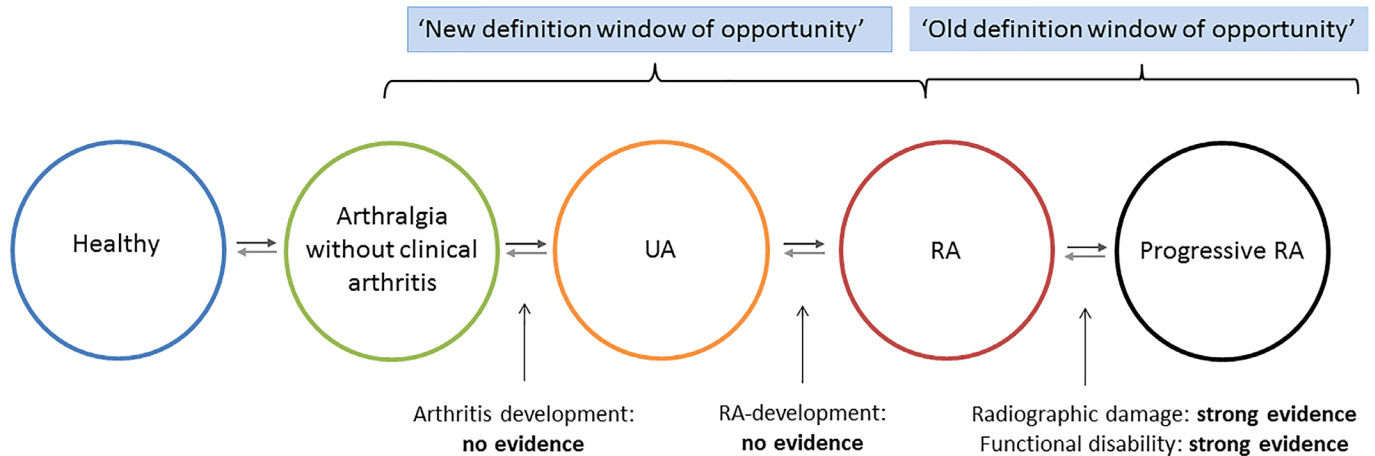 ‘New definition window of opportunity’
‘Old definition window of opportunity’
Healthy
Arthralgia
without clinical
arthritis
UA
RA
Progressive RA
Arthritis development:
no evidence
RA-development:
no evidence
Radiographic damage: strong evidence
Functional disability: strong evidence